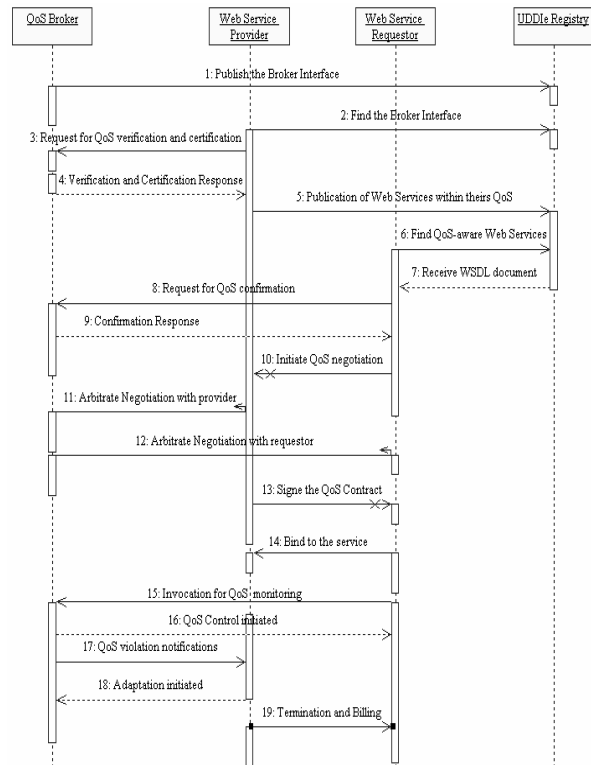 QoS Broker
Web Service
Provider
Web Service
Requestor
UDDIe Registry
1: Publish the Broker Interface
2: Find the Broker Interface
3: Request for QoS verification and certification
4: Verification and Certification Response
5: Publication of Web Services within theirs QoS
6: Find QoS-aware Web Services
7: Receive WSDL document
8: Request for QoS confirmation
9: Confirmation Response
10: Initiate QoS negotiation
11: Arbitrate Negotiation with provider
12: Arbitrate Negotiation with requestor
13: Signe the QoS Contract
14: Bind to the service
15: Invocation for QoS monitoring
16: QoS Control initiated
17: QoS violation notifications
18: Adaptation initiated
19: Termination and Billing